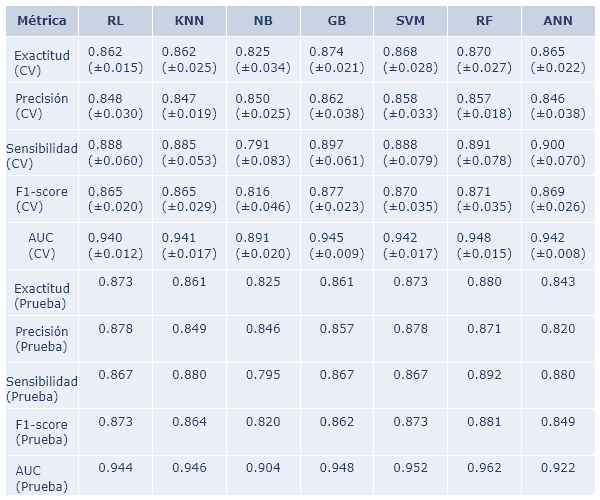 Métrica RL KNN NB GB SVM RF ANN
Exactitud 0.862 0.862 0.825 0.874 0.868 0.870 0.865
(CV) (±0.015) (±0.025) (±0.034) (±0.021) (±0.028) (±0.027) (±0.022)
Precisión 0.848 0.847 0.850 0.862 0.858 0.857 0.846
(CV) (±0.030) (±0.019) (±0.025) (±0.038) (±0.033) (±0.018) (±0.038)
Sensibilidad 0.888 0.885 0.791 0.897 0.888 0.891 0.900
(CV) (±0.060) (±0.053) (±0.083) (±0.061) (±0.079) (±0.078) (±0.070)
F1-score 0.865 0.865 0.816 0.877 0.870 0.871 0.869
(CV) (±0.020) (±0.029) (±0.046) (±0.023) (±0.035) (±0.035) (±0.026)
AUC 0.940 0.941 0.891 0.945 0.942 0.948 0.942
(CV) (±0.012) (±0.017) (±0.020) (±0.009) (±0.017) (±0.015) (±0.008)
Exactitud 0.873 0.861 0.825 0.861 0.873 0.880 0.843
(Prueba)
Precisión 0.878 0.849 0.846 0.857 0.878 0.871 0.820
(Prueba)
Sensibilidad 0.867 0.880 0.795 0.867 0.867 0.892 0.880
(Prueba)
F1-score 0.873 0.864 0.820 0.862 0.873 0.881 0.849
(Prueba)
AUC 0.944 0.946 0.904 0.948 0.952 0.962 0.922
(Prueba)